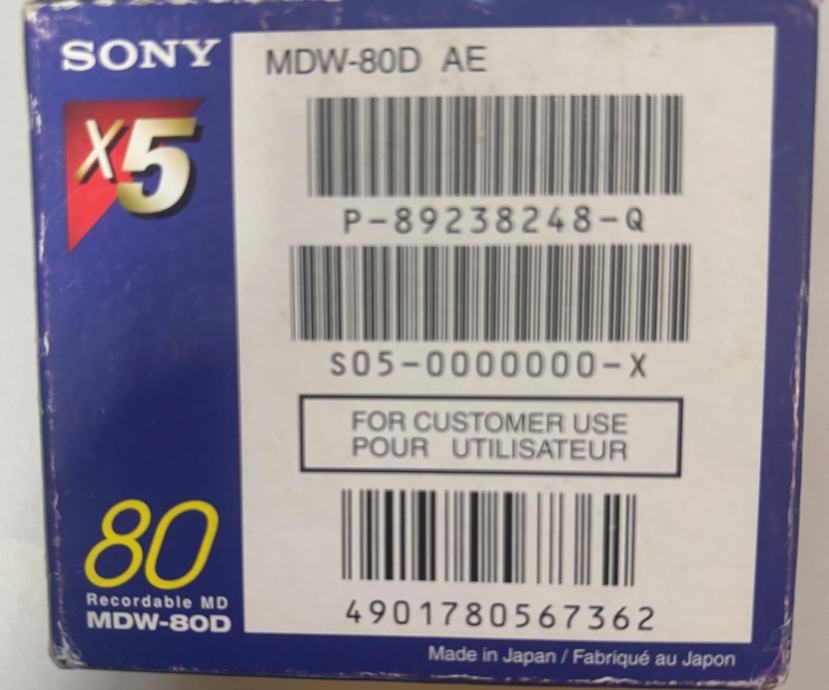 SONY
MDW-80D AE
X5
P-89238248-Q
S05-0000000-X
FOR CUSTOMER USE
POUR UTILISATEUR
80
Recordable MD
MDW-80D
4901780567362
Made in Japan / Fabriqué au Japon